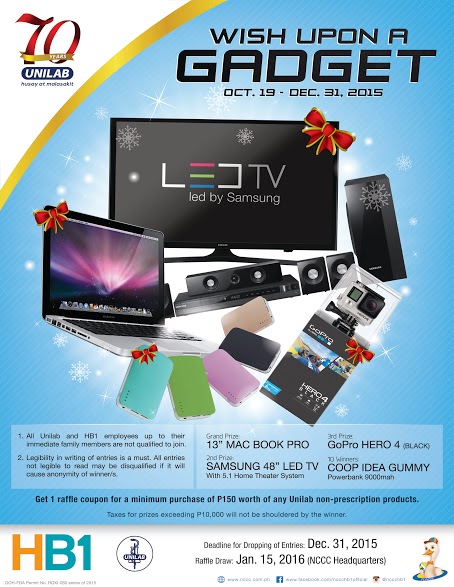 70
YEARS
UNILAB
husay at malasakit
WISH UPON A
GADGET
OCT. 19 - DEC. 31, 2015
LED TV
led by Samsung
GoPro
HERO4
BLACK
1. All Unilab and HB1 employees up to their
immediate family members are not qualified to join.
2. Legibility in writing of entries is a must. All entries
not legible to read may be disqualified if it will
cause anonymity of winner/s.
Grand Prize:
13" MAC BOOK PRO
2nd Prize:
SAMSUNG 48" LED TV
With 5.1 Home Theater System
3rd Prize:
GoPro HERO 4 (BLACK)
10 Winners:
COOP IDEA GUMMY
Powerbank 9000mah
Get 1 raffle coupon for a minimum purchase of P150 worth of any Unilab non-prescription products.
Taxes for prizes exceeding P10,000 will not be shouldered by the winner.
HB1
UNILAB
Deadline for Dropping of Entries: Dec. 31, 2015
Raffle Draw: Jan. 15, 2016 (NCCC Headquarters)
www.nccc.com.ph